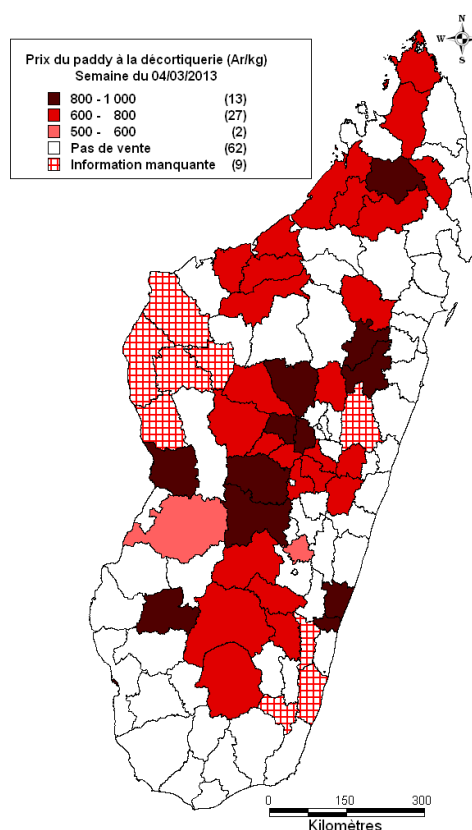 N
W E
S
Prix du paddy à la décortiquerie (Ar/kg)
Semaine du 04/03/2013
800 - 1 000 (13)
600 - 800 (27)
500 - 600 (2)
Pas de vente (62)
Information manquante (9)
0 150 300
Kilomètres